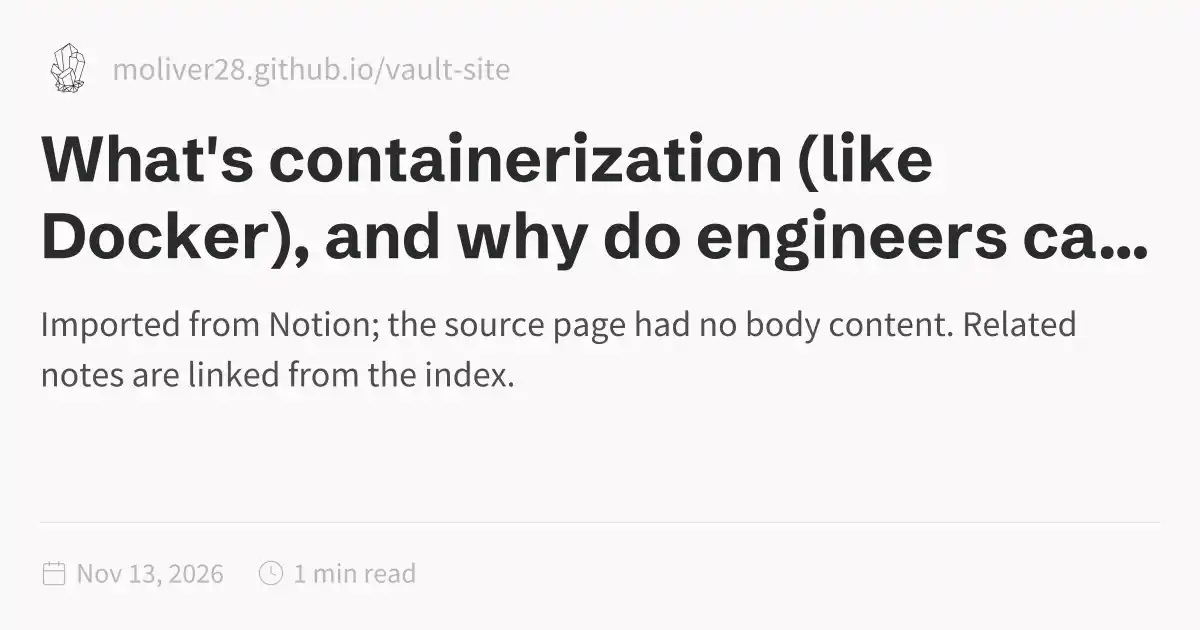 moliver28.github.io/vault-site
What's containerization (like
Docker), and why do engineers ca...
Imported from Notion; the source page had no body content. Related
notes are linked from the index.
Nov 13, 2026 1 min read